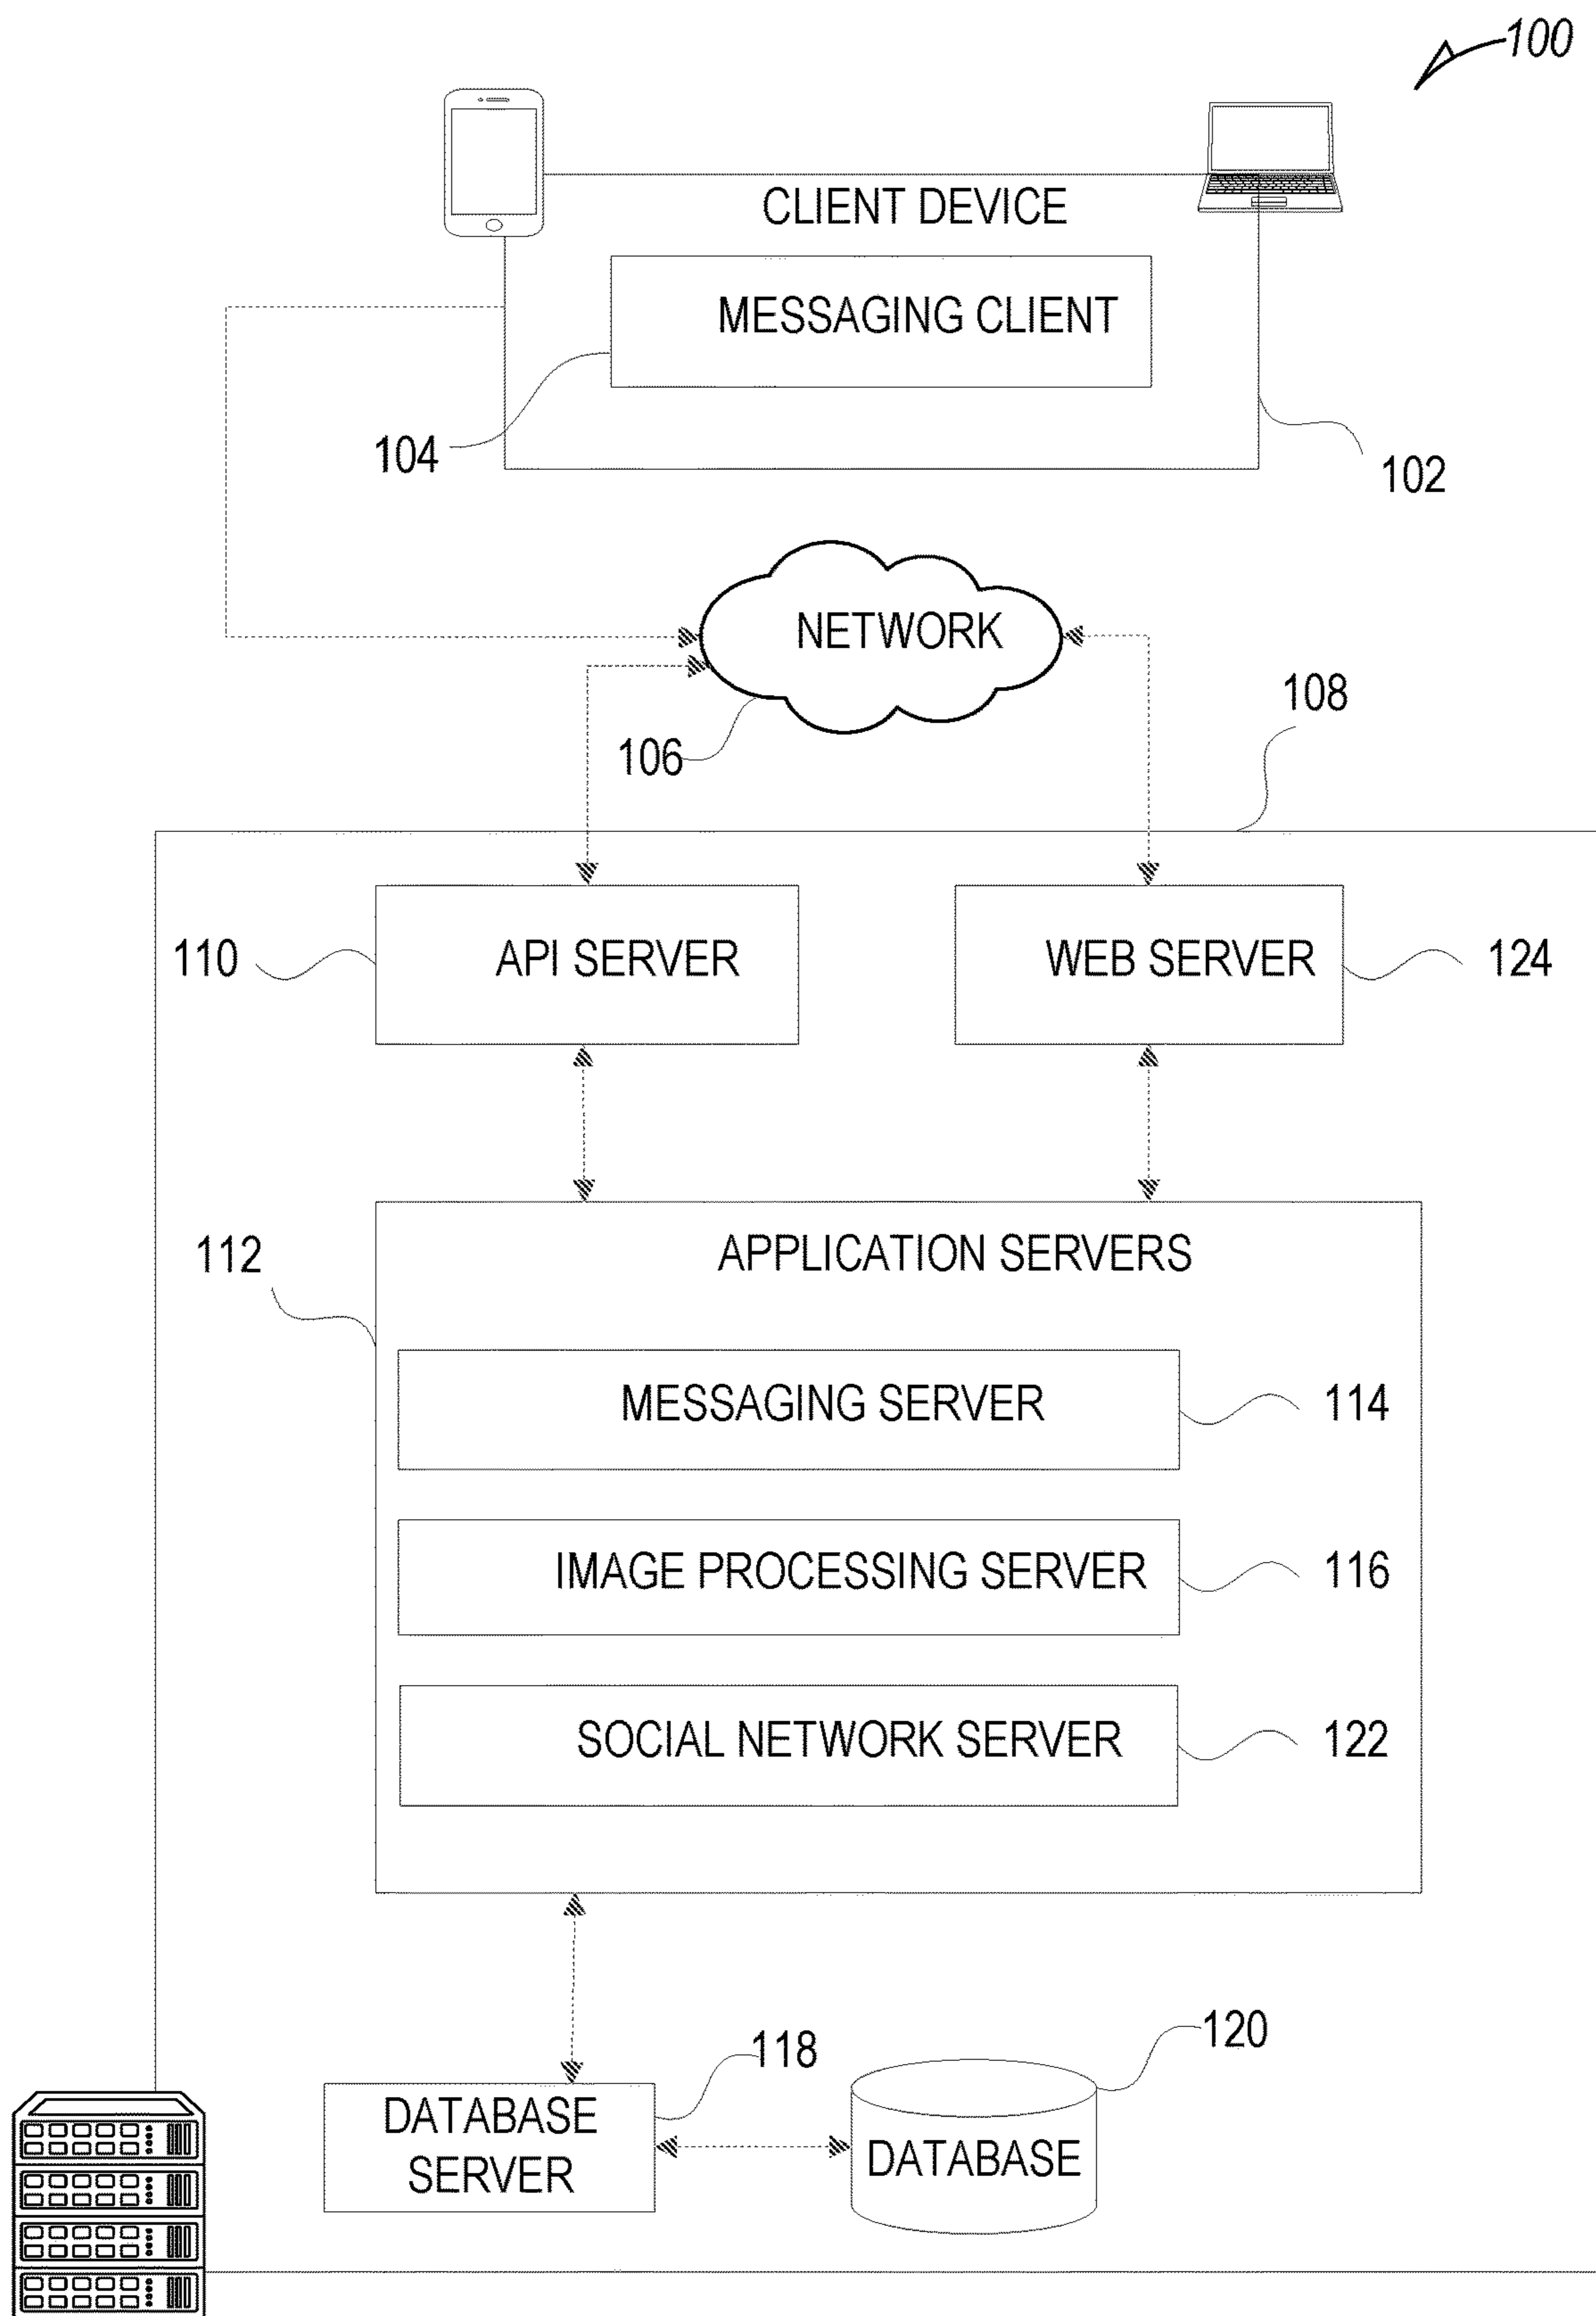 100
CLIENT DEVICE
MESSAGING CLIENT
104
102
NETWORK
106
108
110
API SERVER
WEB SERVER
124
112
APPLICATION SERVERS
MESSAGING SERVER
114
IMAGE PROCESSING SERVER
116
SOCIAL NETWORK SERVER
122
118
120
DATABASE
SERVER
DATABASE